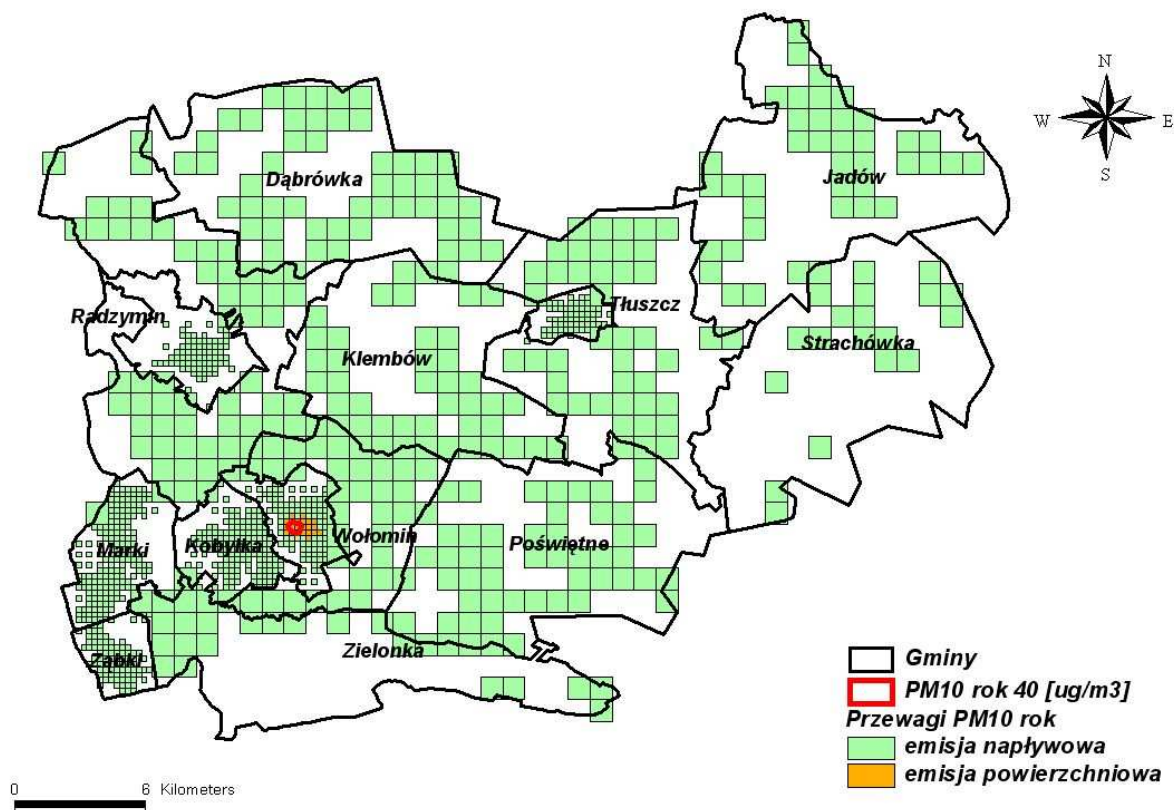 N
W E
S
Dąbrówka
Jadów
Radzymin
Tłuszcz
Klembów
Strachówka
Marki
Kobyłka
Wołomin
Poświętne
Ząbki
Zielonka
Gminy
PM10 rok 40 [ug/m3]
Przewagi PM10 rok
emisja napływowa
emisja powierzchniowa
0 6 Kilometers